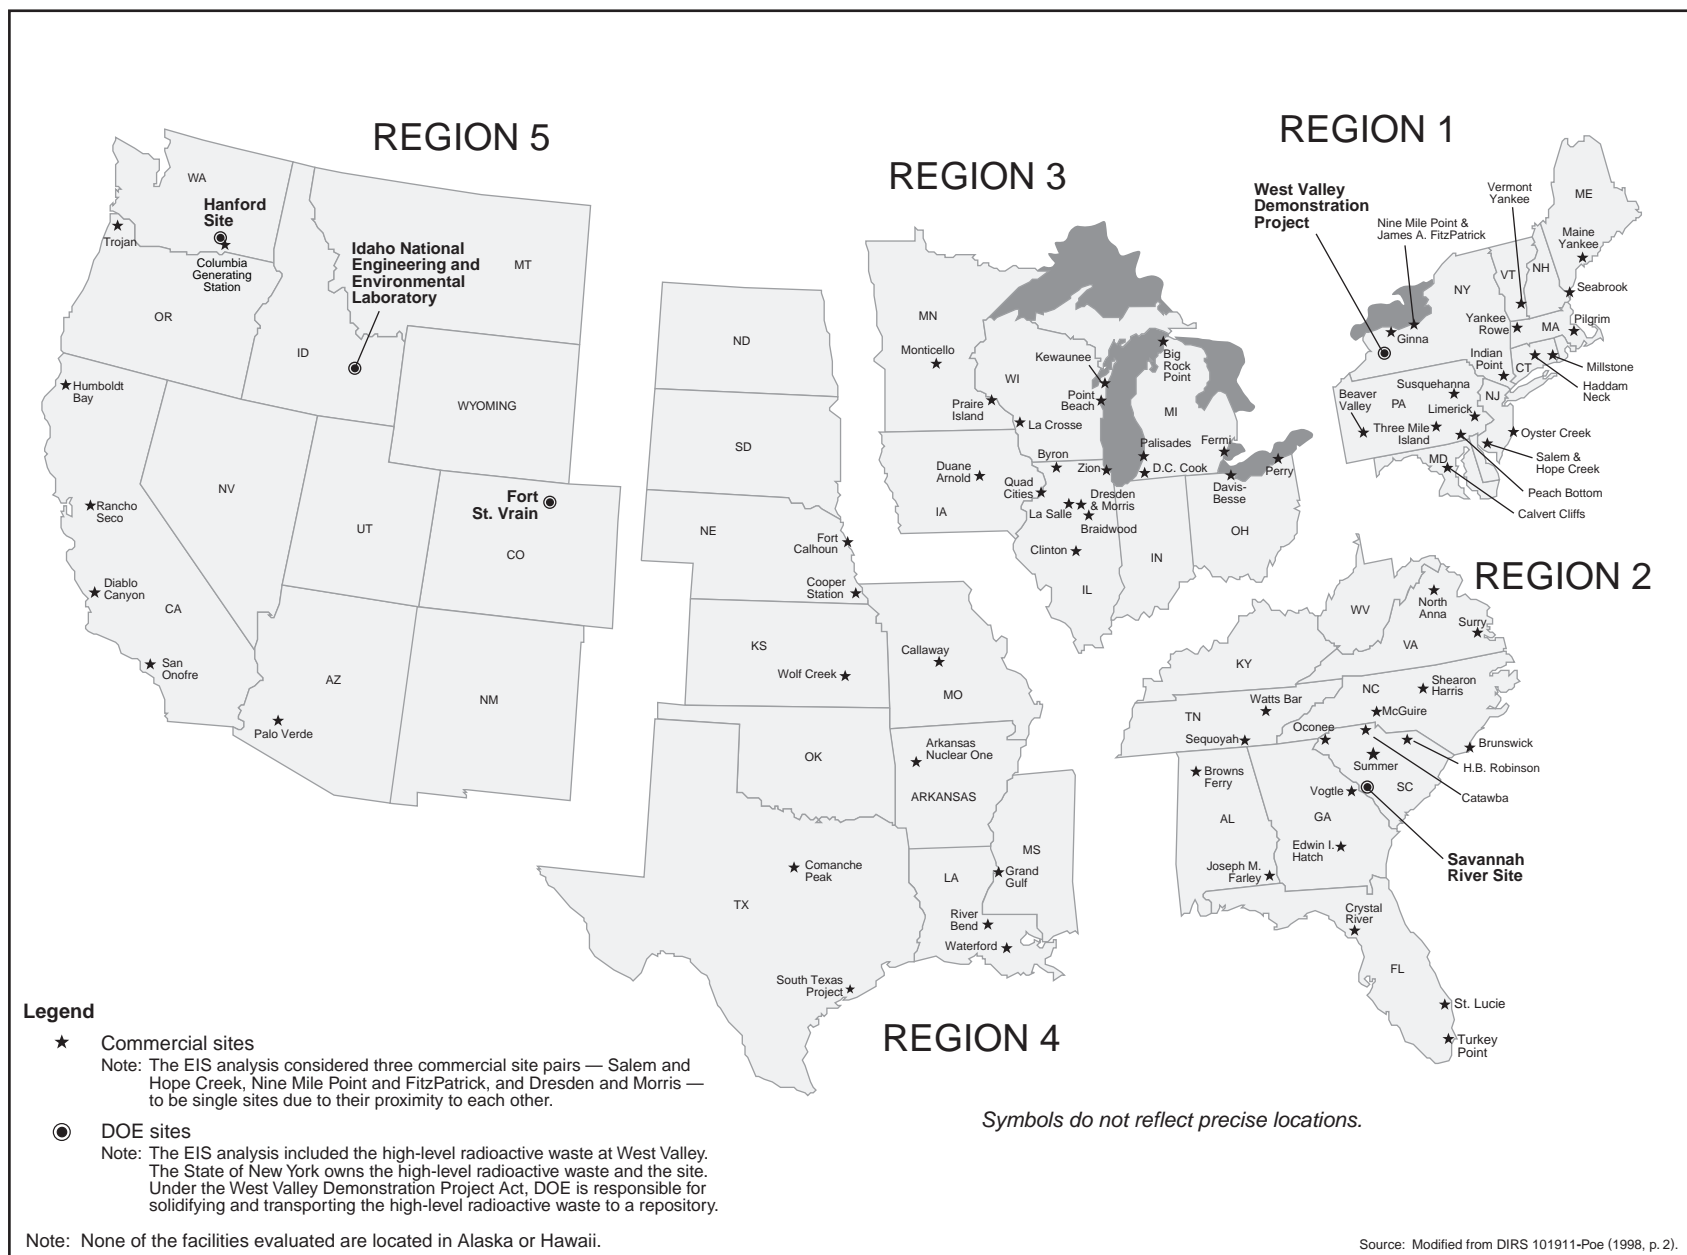 REGION 5
WA
Hanford
Site
Trojan
Columbia
Generating
Station
Idaho National
Engineering and
Environmental
Laboratory
MT
OR
ID
WYOMING
Humboldt
Bay
NV
Rancho
Seco
UT
Fort
St. Vrain
CO
Diablo
Canyon
CA
San
Onofre
AZ
Palo Verde
NM
REGION 3
MN
Monticello
Kewaunee
Big
Rock
Point
WI
Point
Beach
Praire
Island
La Crosse
MI
Palisades
Fermi
Byron
Zion
D.C. Cook
Perry
Duane
Arnold
Quad
Cities
Davis-
Besse
Dresden
& Morris
La Salle
Braidwood
IA
OH
Clinton
IN
IL
REGION 1
West Valley
Demonstration
Project
Vermont
Yankee
Nine Mile Point &
James A. FitzPatrick
ME
Maine
Yankee
VT
NH
NY
Seabrook
Yankee
Rowe
MA
Pilgrim
Ginna
Indian
Point
CT
Millstone
Haddam
Neck
Susquehanna
Beaver
Valley
PA
NJ
Limerick
Three Mile
Island
Oyster Creek
Salem &
Hope Creek
MD
Peach Bottom
Calvert Cliffs
ND
SD
NE
Fort
Calhoun
Cooper
Station
KS
Wolf Creek
Callaway
MO
OK
Arkansas
Nuclear One
ARKANSAS
MS
Comanche
Peak
LA
Grand
Gulf
TX
River
Bend
Waterford
South Texas
Project
REGION 4
REGION 2
WV
North
Anna
Surry
VA
KY
Shearon
Harris
NC
Watts Bar
McGuire
TN
Oconee
Sequoyah
Brunswick
H.B. Robinson
Summer
Browns
Ferry
Vogtle
SC
Catawba
AL
GA
Edwin I.
Hatch
Savannah
River Site
Joseph M.
Farley
Crystal
River
FL
St. Lucie
Turkey
Point
Legend
Commercial sites
Note: The EIS analysis considered three commercial site pairs — Salem and
Hope Creek, Nine Mile Point and FitzPatrick, and Dresden and Morris —
to be single sites due to their proximity to each other.
DOE sites
Note: The EIS analysis included the high-level radioactive waste at West Valley.
The State of New York owns the high-level radioactive waste and the site.
Under the West Valley Demonstration Project Act, DOE is responsible for
solidifying and transporting the high-level radioactive waste to a repository.
Symbols do not reflect precise locations.
Note: None of the facilities evaluated are located in Alaska or Hawaii.
Source: Modified from DIRS 101911-Poe (1998, p. 2).